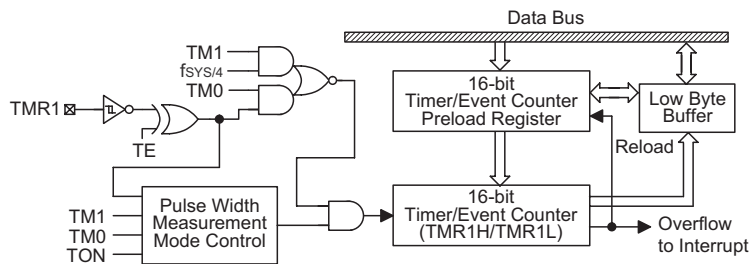 Data Bus
TM1
fSYS/4
TM0
TMR1
TE
16-bit
Timer/Event Counter
Preload Register
Low Byte
Buffer
Reload
TM1
TM0
TON
Pulse Width
Measurement
Mode Control
16-bit
Timer/Event Counter
(TMR1H/TMR1L)
Overflow
to Interrupt